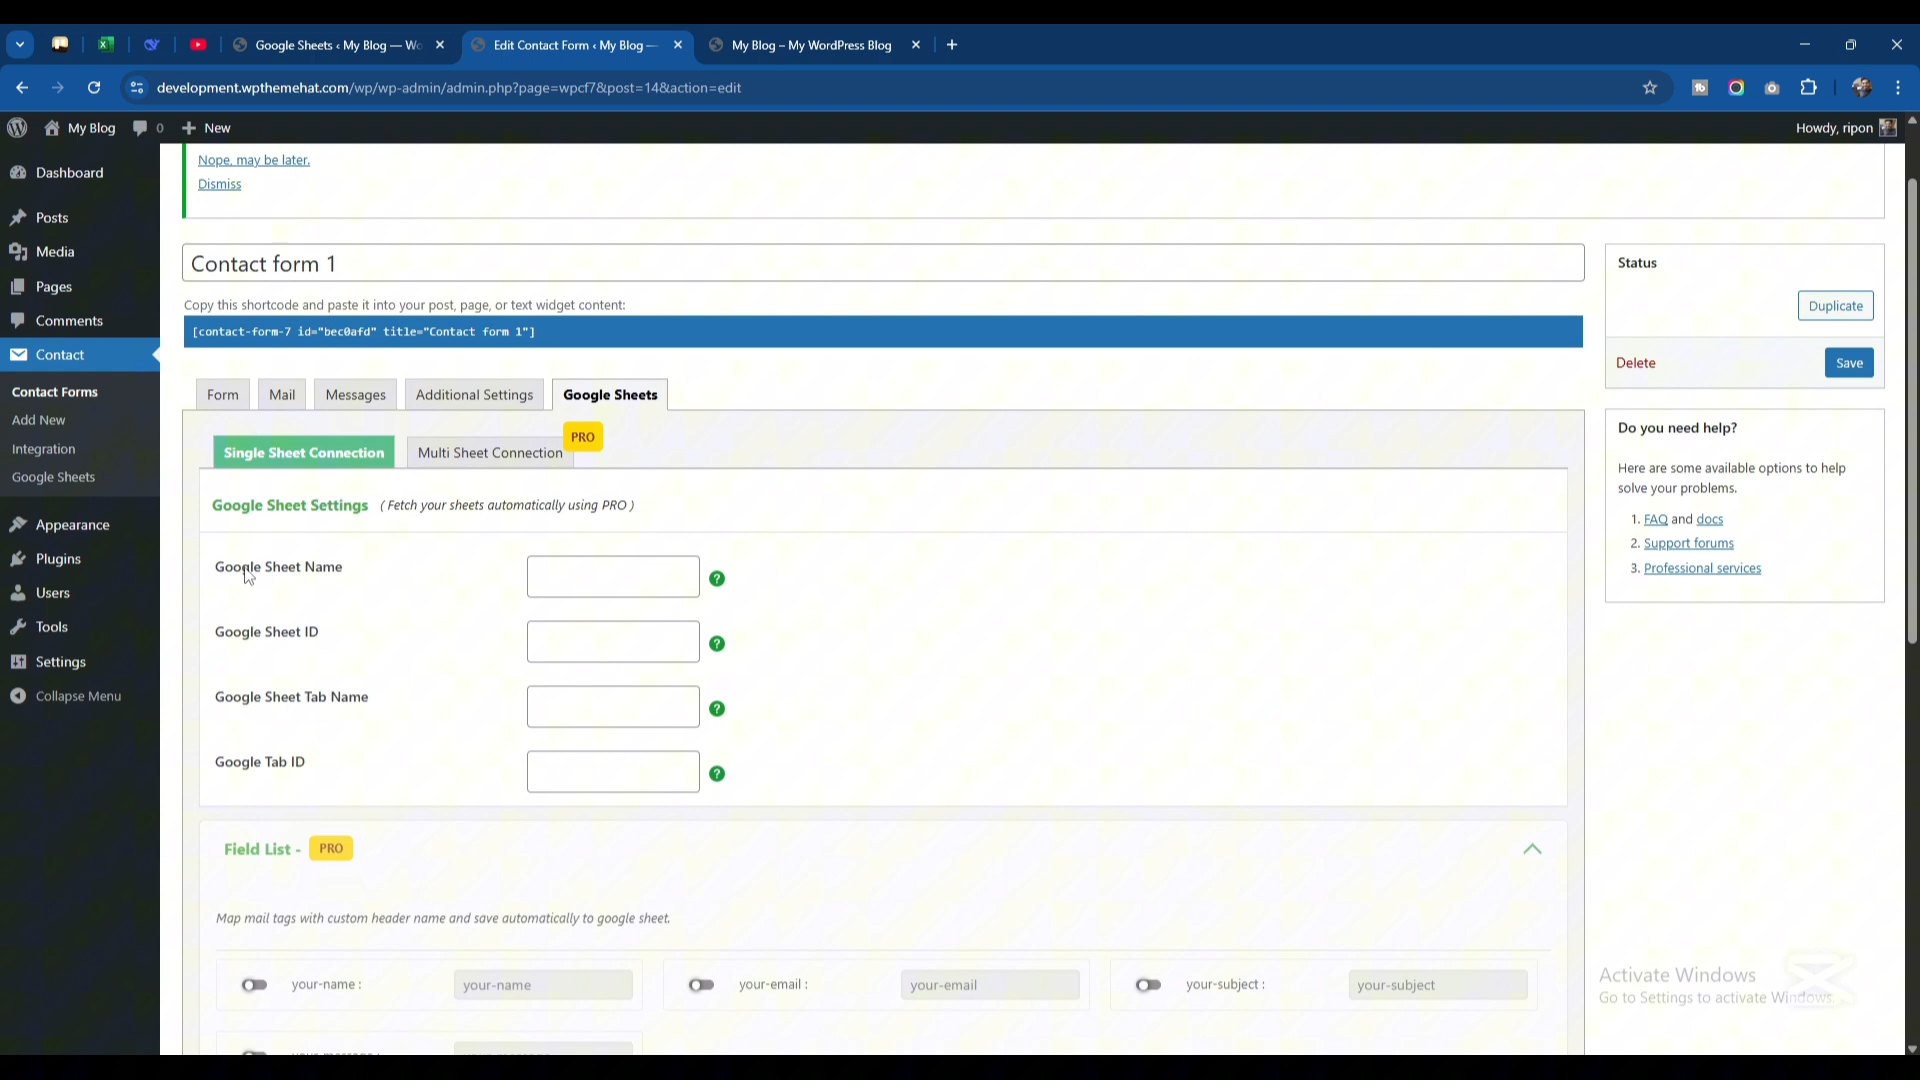 Google Sheets ‹ My Blog — Wo
Edit Contact Form ‹ My Blog —
My Blog – My WordPress Blog
development.wpthemehat.com/wp/wp-admin/admin.php?page=wpcf7&post=14&action=edit
My Blog
0
New
Howdy, ripon
Dashboard
Posts
Media
Pages
Comments
Contact
Contact Forms
Add New
Integration
Google Sheets
Appearance
Plugins
Users
Tools
Settings
Collapse Menu
Nope, may be later.
Dismiss
Contact form 1
Copy this shortcode and paste it into your post, page, or text widget content:
[contact-form-7 id="bec0afd" title="Contact form 1"]
Form
Mail
Messages
Additional Settings
Google Sheets
Single Sheet Connection
Multi Sheet Connection
PRO
Google Sheet Settings ( Fetch your sheets automatically using PRO )
Google Sheet Name
?
Google Sheet ID
?
Google Sheet Tab Name
?
Google Tab ID
?
Field List - PRO
Map mail tags with custom header name and save automatically to google sheet.
your-name :
your-name
your-email :
your-email
your-subject :
your-subject
Status
Duplicate
Delete
Save
Do you need help?
Here are some available options to help
solve your problems.
1. FAQ and docs
2. Support forums
3. Professional services
Activate Windows
Go to Settings to activate Windows.